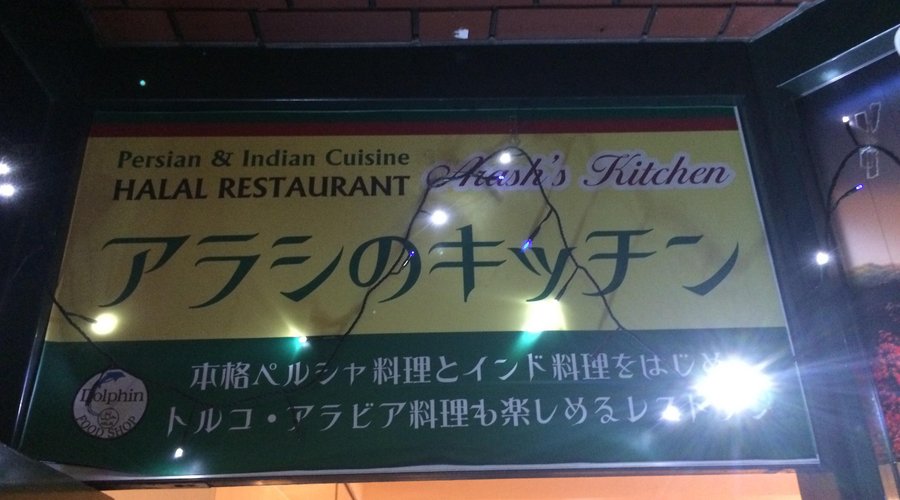 Persian & Indian Cuisine
HALAL RESTAURANT
Arash's Kitchen
アラシのキッチン
本格ペルシャ料理とインド料理をはじめ
トルコ・アラビア料理も楽しめるレストラン
Dolphin
FOOD SHOP